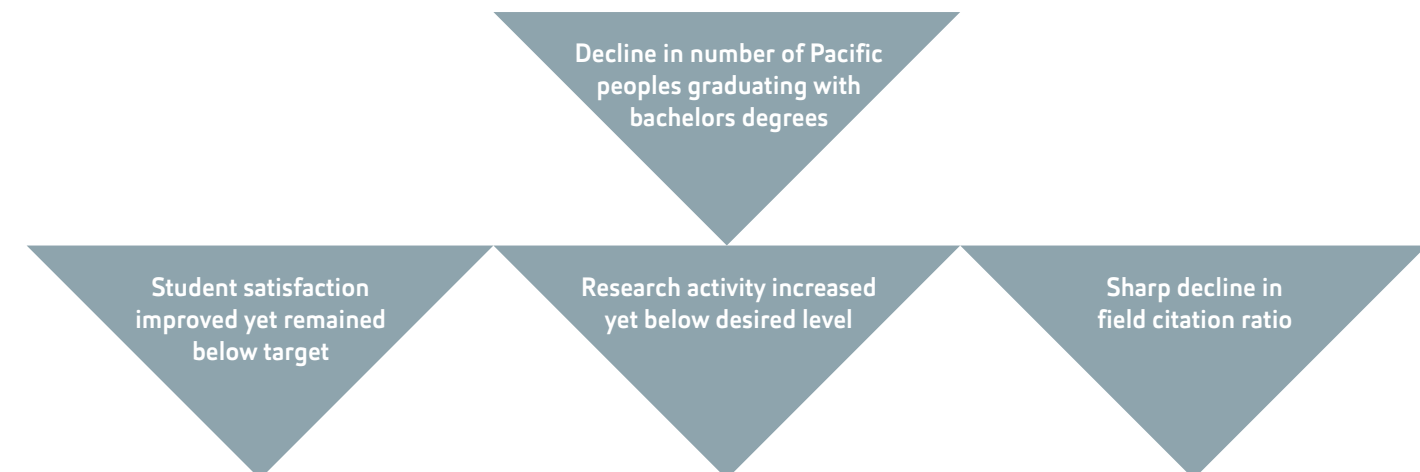 Decline in number of Pacific
peoples graduating with
bachelors degrees
Student satisfaction
improved yet remained
below target
Research activity increased
yet below desired level
Sharp decline in
field citation ratio